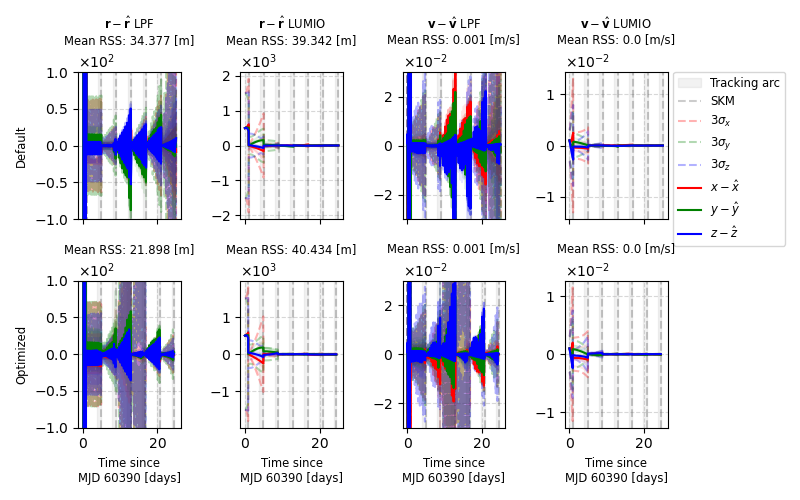 r − r̂ LPF
Mean RSS: 34.377 [m]
r − r̂ LUMIO
Mean RSS: 39.342 [m]
v − v̂ LPF
Mean RSS: 0.001 [m/s]
v − v̂ LUMIO
Mean RSS: 0.0 [m/s]
×10²
×10³
×10⁻²
×10⁻²
Default
1.0
0.5
0.0
−0.5
−1.0
2
1
0
−1
−2
2
0
−2
1
0
−1
Tracking arc
SKM
3σₓ
3σ_y
3σ_z
x − x̂
y − ŷ
z − ẑ
Mean RSS: 21.898 [m]
Mean RSS: 40.434 [m]
Mean RSS: 0.001 [m/s]
Mean RSS: 0.0 [m/s]
×10²
×10³
×10⁻²
×10⁻²
Optimized
1.0
0.5
0.0
−0.5
−1.0
1
0
−1
2
0
−2
1
0
−1
0 20
0 20
0 20
0 20
Time since
MJD 60390 [days]
Time since
MJD 60390 [days]
Time since
MJD 60390 [days]
Time since
MJD 60390 [days]